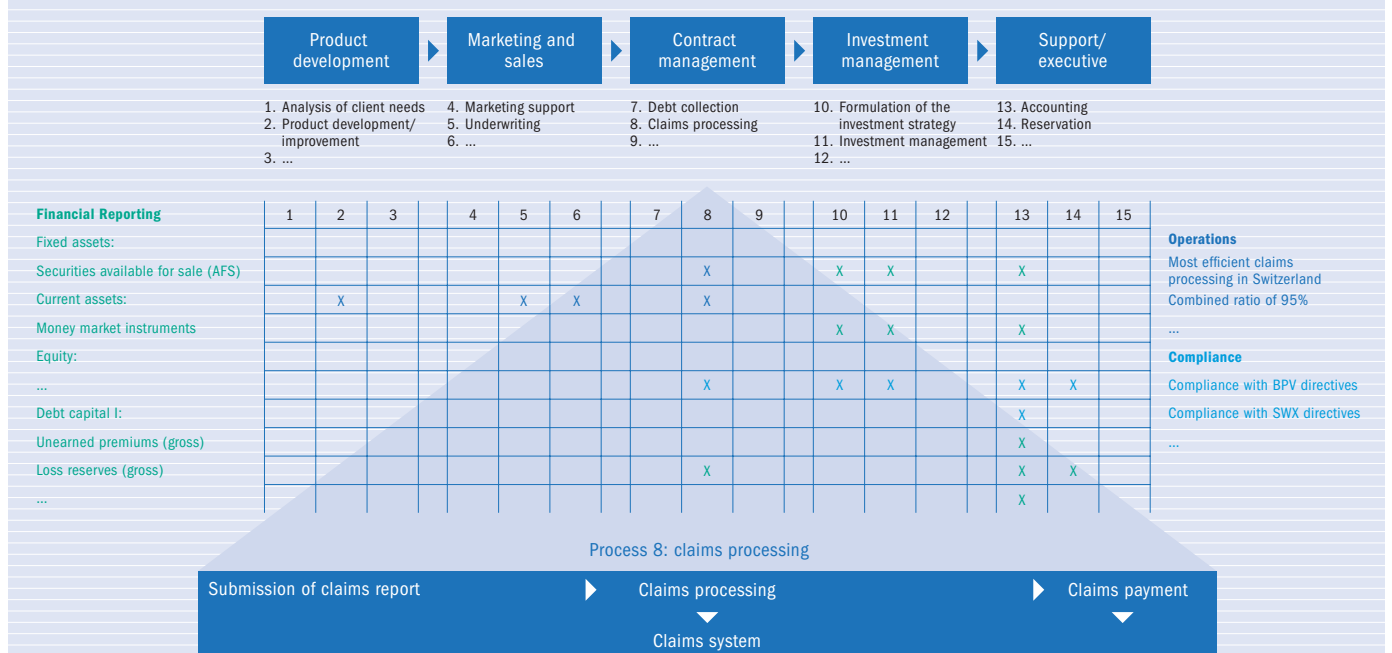 Product
development
Marketing and
sales
Contract
management
Investment
management
Support/
executive
1. Analysis of client needs
2. Product development/
improvement
3. ...
4. Marketing support
5. Underwriting
6. ...
7. Debt collection
8. Claims processing
9. ...
10. Formulation of the
investment strategy
11. Investment management
12. ...
13. Accounting
14. Reservation
15. ...
Financial Reporting 1 2 3 4 5 6 7 8 9 10 11 12 13 14 15
Fixed assets:
Operations
Securities available for sale (AFS) X X X X
Most efficient claims
processing in Switzerland
Current assets: X X X X Combined ratio of 95%
Money market instruments X X X ...
Equity: Compliance
... X X X X X Compliance with BPV directives
Debt capital I: X Compliance with SWX directives
Unearned premiums (gross) X ...
Loss reserves (gross) X X X
... X
Process 8: claims processing
Submission of claims report Claims processing Claims payment
Claims system